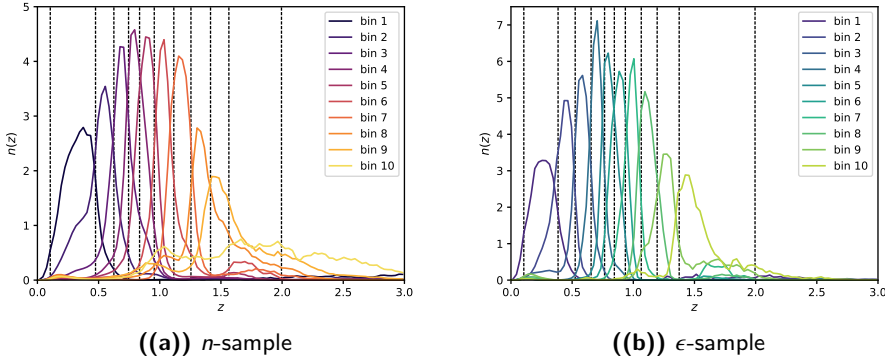 5
4
3
2
1
0
n(z)
0.0 0.5 1.0 1.5 2.0 2.5 3.0
z
bin 1
bin 2
bin 3
bin 4
bin 5
bin 6
bin 7
bin 8
bin 9
bin 10
((a)) n-sample
7
6
5
4
3
2
1
0
n(z)
0.0 0.5 1.0 1.5 2.0 2.5 3.0
z
bin 1
bin 2
bin 3
bin 4
bin 5
bin 6
bin 7
bin 8
bin 9
bin 10
((b)) ϵ-sample